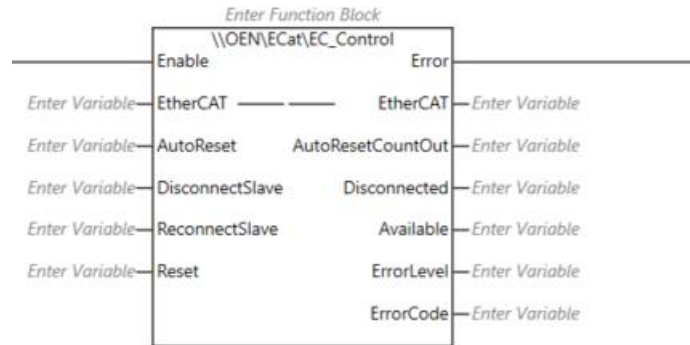 Enter Function Block
\\OEN\ECat\EC_Control
Enable Error
Enter Variable EtherCAT EtherCAT Enter Variable
Enter Variable AutoReset AutoResetCountOut Enter Variable
Enter Variable DisconnectSlave Disconnected Enter Variable
Enter Variable ReconnectSlave Available Enter Variable
Enter Variable Reset ErrorLevel Enter Variable
ErrorCode Enter Variable